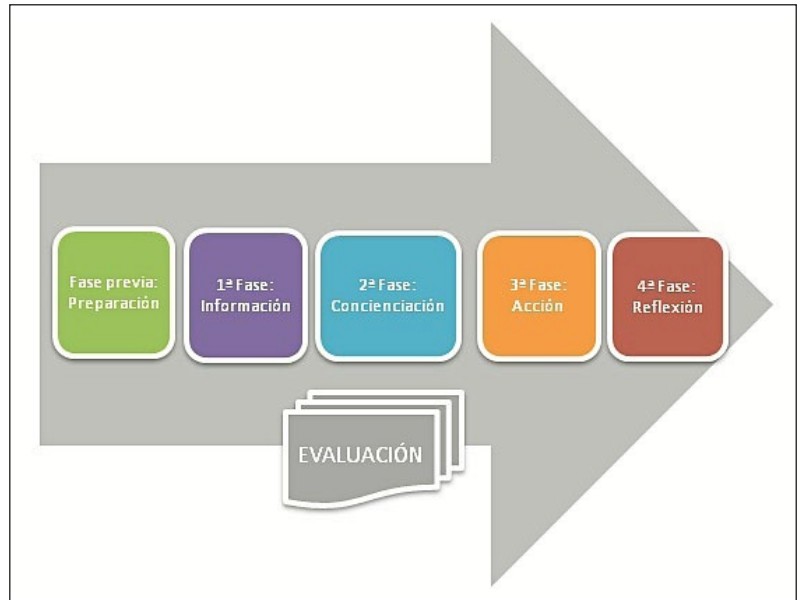 Fase previa:
Preparación
1ª Fase:
Información
2ª Fase:
Concienciación
3ª Fase:
Acción
4ª Fase:
Reflexión
EVALUACIÓN